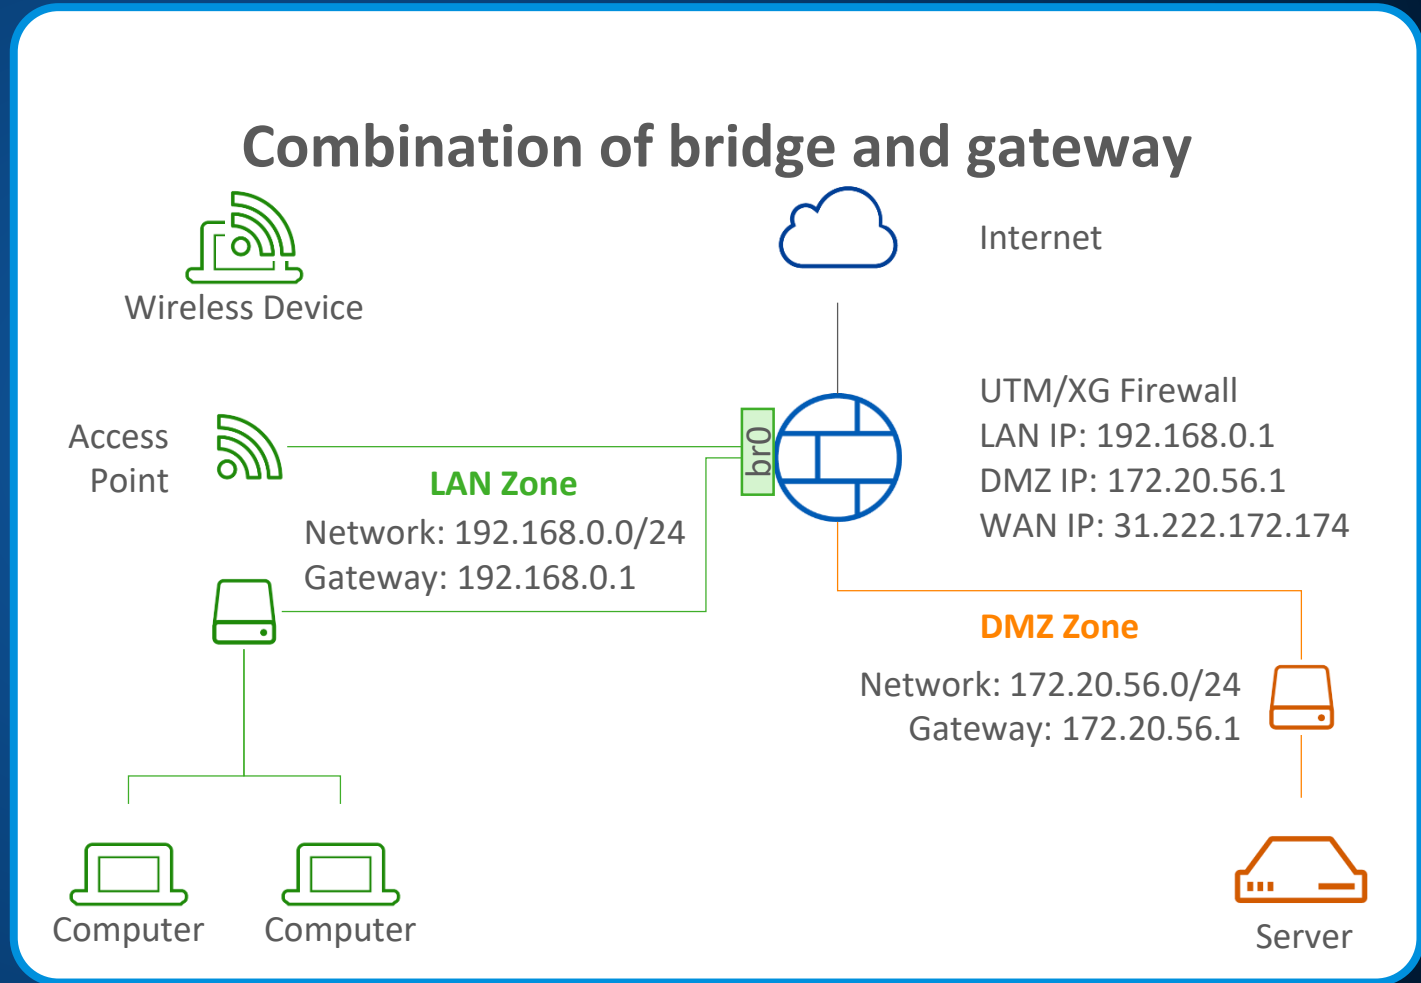 Combination of bridge and gateway
Wireless Device
Internet
Access
Point
br0
UTM/XG Firewall
LAN IP: 192.168.0.1
DMZ IP: 172.20.56.1
WAN IP: 31.222.172.174
LAN Zone
Network: 192.168.0.0/24
Gateway: 192.168.0.1
DMZ Zone
Network: 172.20.56.0/24
Gateway: 172.20.56.1
Computer
Computer
Server